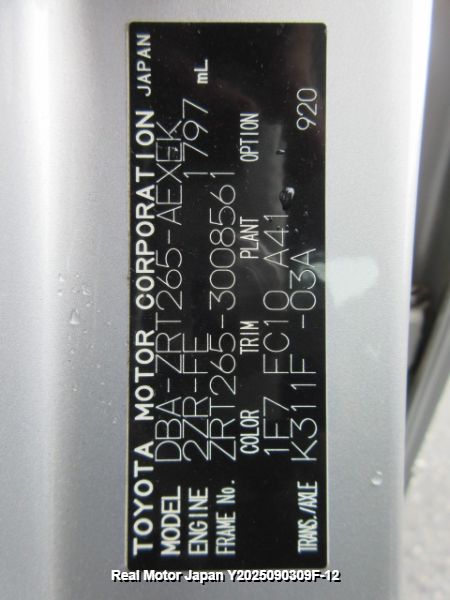 TOYOTA MOTOR CORPORATION JAPAN
MODEL DBA-ZRT265-AEXEK
ENGINE 2ZR-FE 1797 mL
FRAME No. ZRT265-3008561
COLOR TRIM PLANT OPTION
1F7 FC10 A41 920
TRANS./AXLE K311F -03A
Real Motor Japan Y2025090309F-12